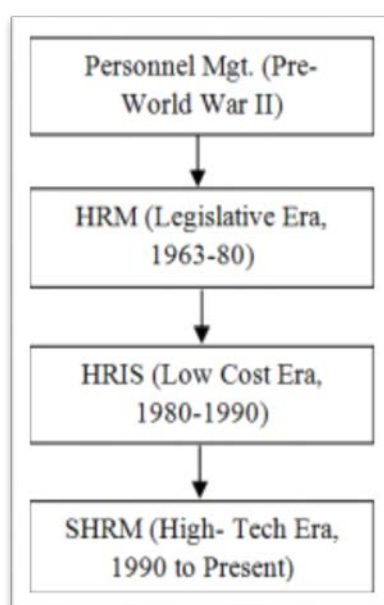 Personnel Mgt. (Pre-
World War II)
HRM (Legislative Era,
1963-80)
HRIS (Low Cost Era,
1980-1990)
SHRM (High- Tech Era,
1990 to Present)